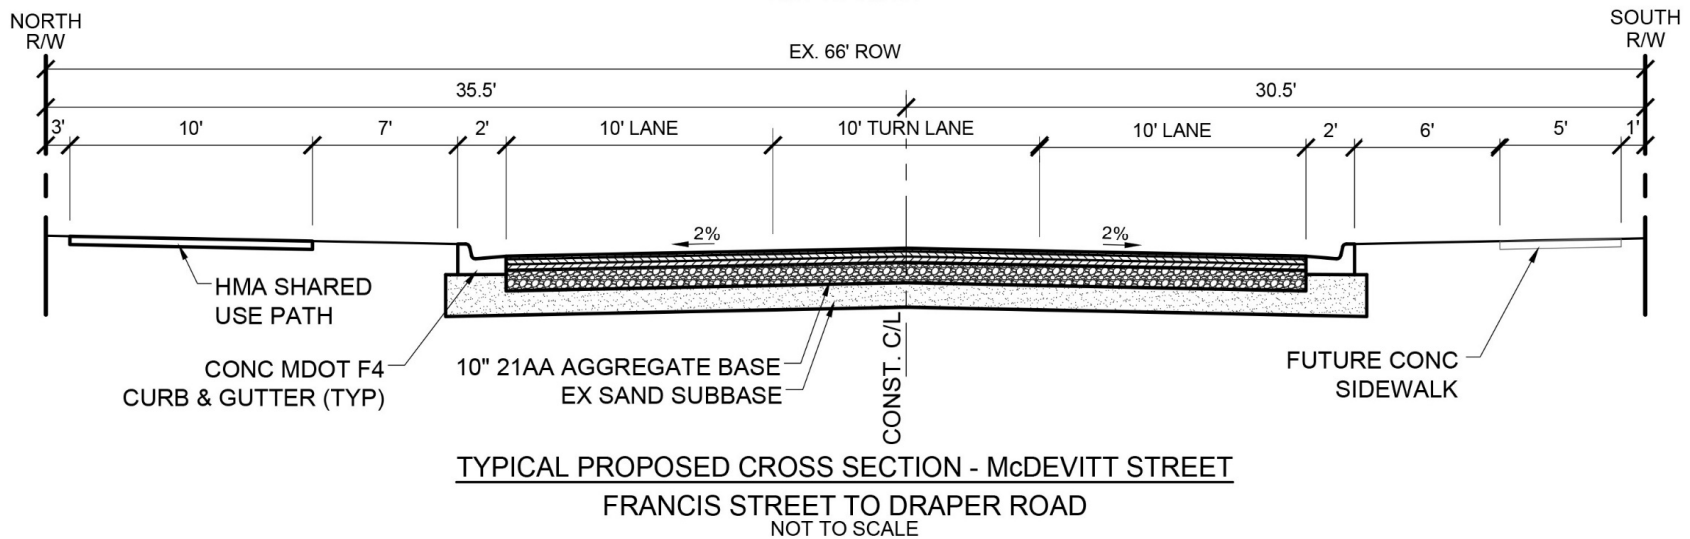 NORTH
R/W
SOUTH
R/W
EX. 66' ROW
35.5'
30.5'
3'
10'
7'
2'
10' LANE
10' TURN LANE
10' LANE
2'
6'
5'
1'
2%
2%
HMA SHARED
USE PATH
CONC MDOT F4
CURB & GUTTER (TYP)
10" 21AA AGGREGATE BASE
EX SAND SUBBASE
CONST. C/L
FUTURE CONC
SIDEWALK
TYPICAL PROPOSED CROSS SECTION - McDEVITT STREET
FRANCIS STREET TO DRAPER ROAD
NOT TO SCALE